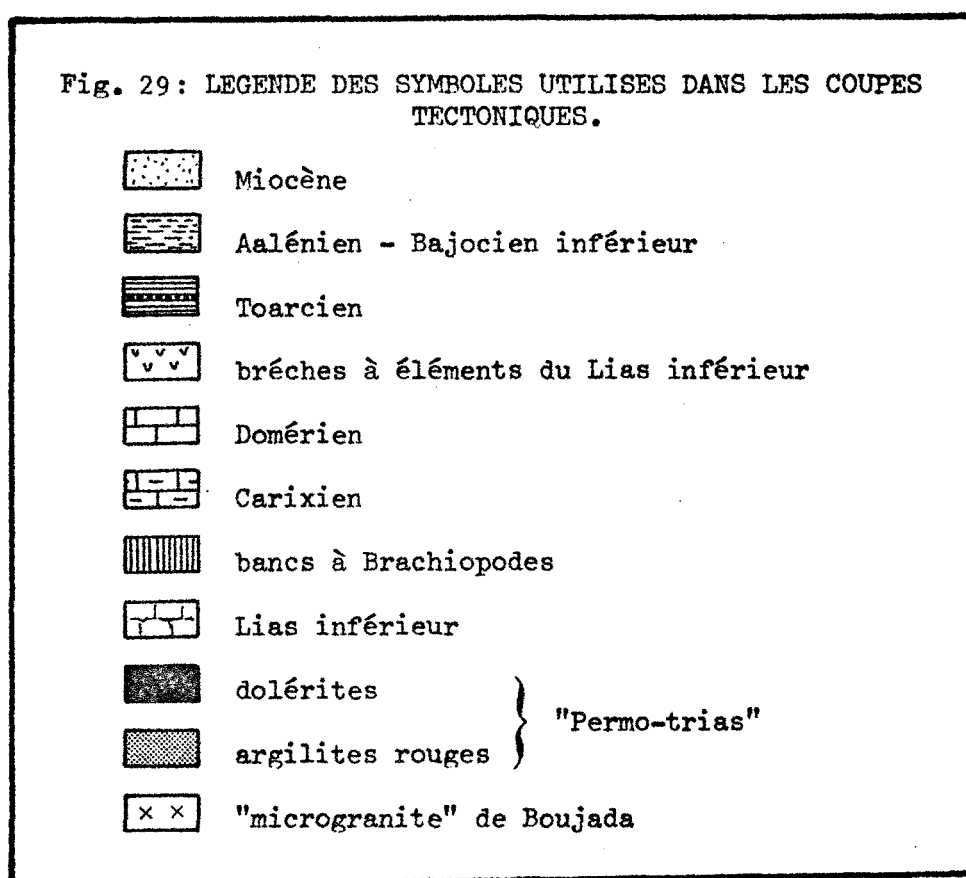 Fig. 29: LEGENDE DES SYMBOLES UTILISES DANS LES COUPES
TECTONIQUES.
Miocène
Aalénien - Bajocien inférieur
Toarcien
bréches à éléments du Lias inférieur
Domérien
Carixien
bancs à Brachiopodes
Lias inférieur
dolérites
"Permo-trias"
argilites rouges
"microgranite" de Boujada